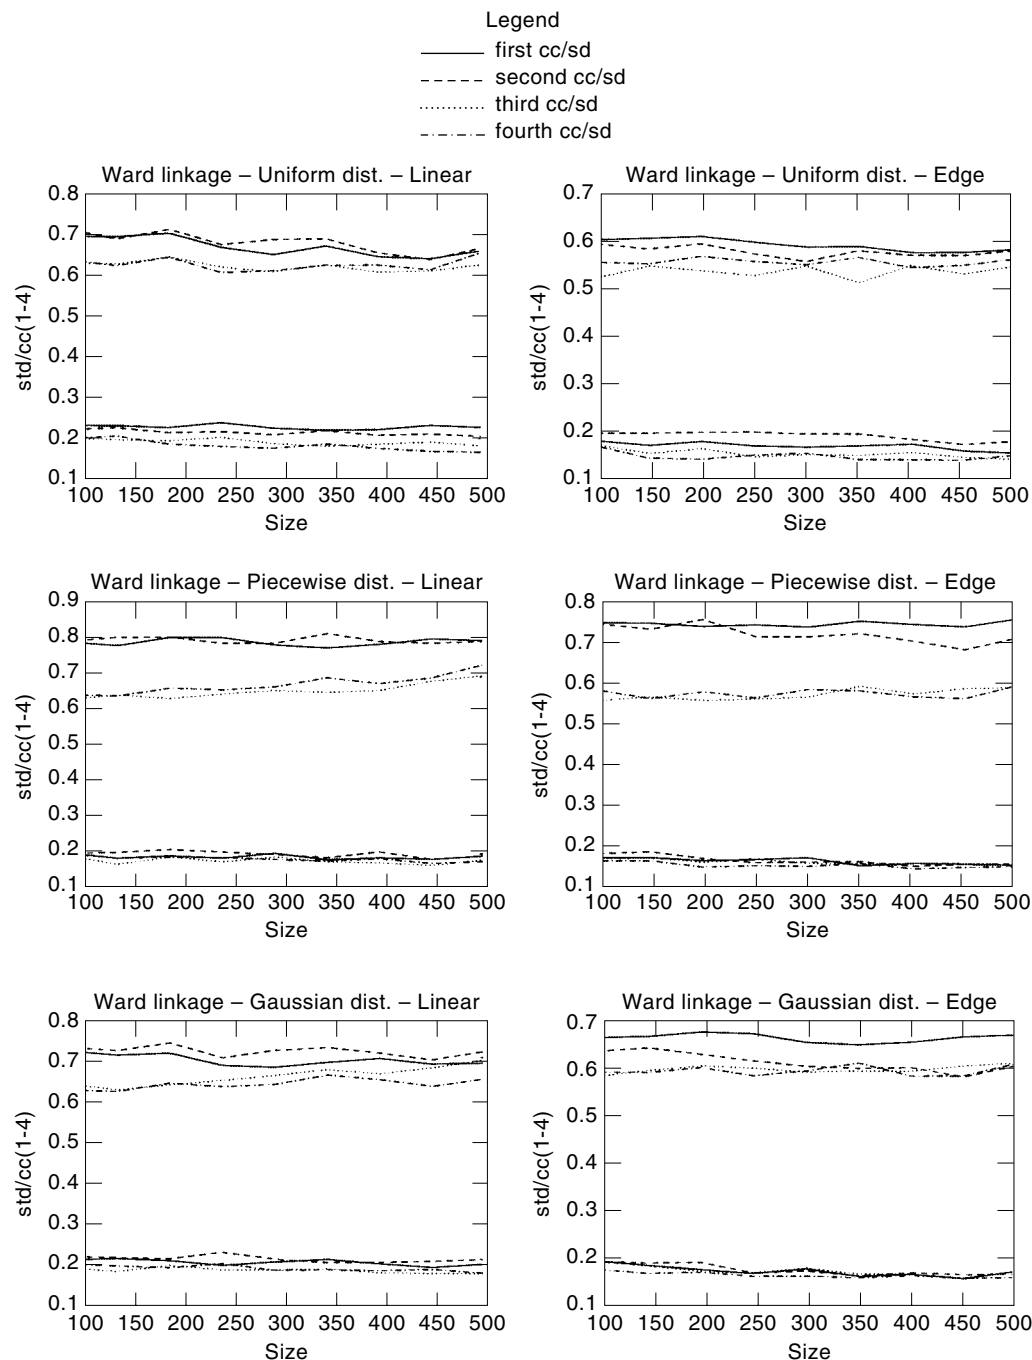 Legend
first cc/sd
second cc/sd
third cc/sd
fourth cc/sd
Ward linkage – Uniform dist. – Linear
0.8
0.7
0.6
0.5
0.4
0.3
0.2
0.1
std/cc(1-4)
100 150 200 250 300 350 400 450 500
Size
Ward linkage – Uniform dist. – Edge
0.7
0.6
0.5
0.4
0.3
0.2
0.1
std/cc(1-4)
100 150 200 250 300 350 400 450 500
Size
Ward linkage – Piecewise dist. – Linear
0.9
0.8
0.7
0.6
0.5
0.4
0.3
0.2
0.1
std/cc(1-4)
100 150 200 250 300 350 400 450 500
Size
Ward linkage – Piecewise dist. – Edge
0.8
0.7
0.6
0.5
0.4
0.3
0.2
0.1
std/cc(1-4)
100 150 200 250 300 350 400 450 500
Size
Ward linkage – Gaussian dist. – Linear
0.8
0.7
0.6
0.5
0.4
0.3
0.2
0.1
std/cc(1-4)
100 150 200 250 300 350 400 450 500
Size
Ward linkage – Gaussian dist. – Edge
0.7
0.6
0.5
0.4
0.3
0.2
0.1
std/cc(1-4)
100 150 200 250 300 350 400 450 500
Size